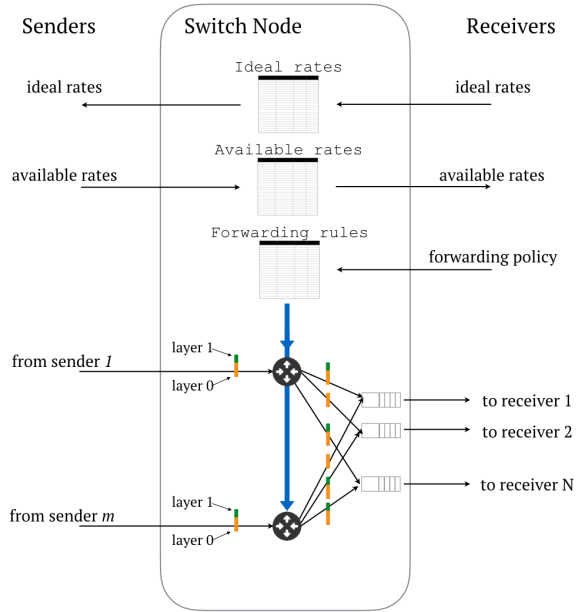 Senders
Switch Node
Receivers
Ideal rates
ideal rates
ideal rates
Available rates
available rates
available rates
Forwarding rules
forwarding policy
layer 1
from sender 1
layer 0
to receiver 1
to receiver 2
to receiver N
layer 1
from sender m
layer 0